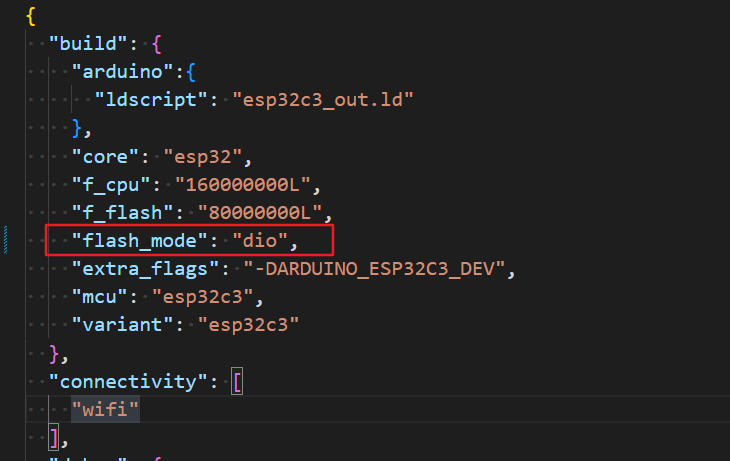 {
"build": {
"arduino":{
"ldscript": "esp32c3_out.ld"
},
"core": "esp32",
"f_cpu": "160000000L",
"f_flash": "80000000L",
"flash_mode": "dio",
"extra_flags": "-DARDUINO_ESP32C3_DEV",
"mcu": "esp32c3",
"variant": "esp32c3"
},
"connectivity": [
"wifi"
],